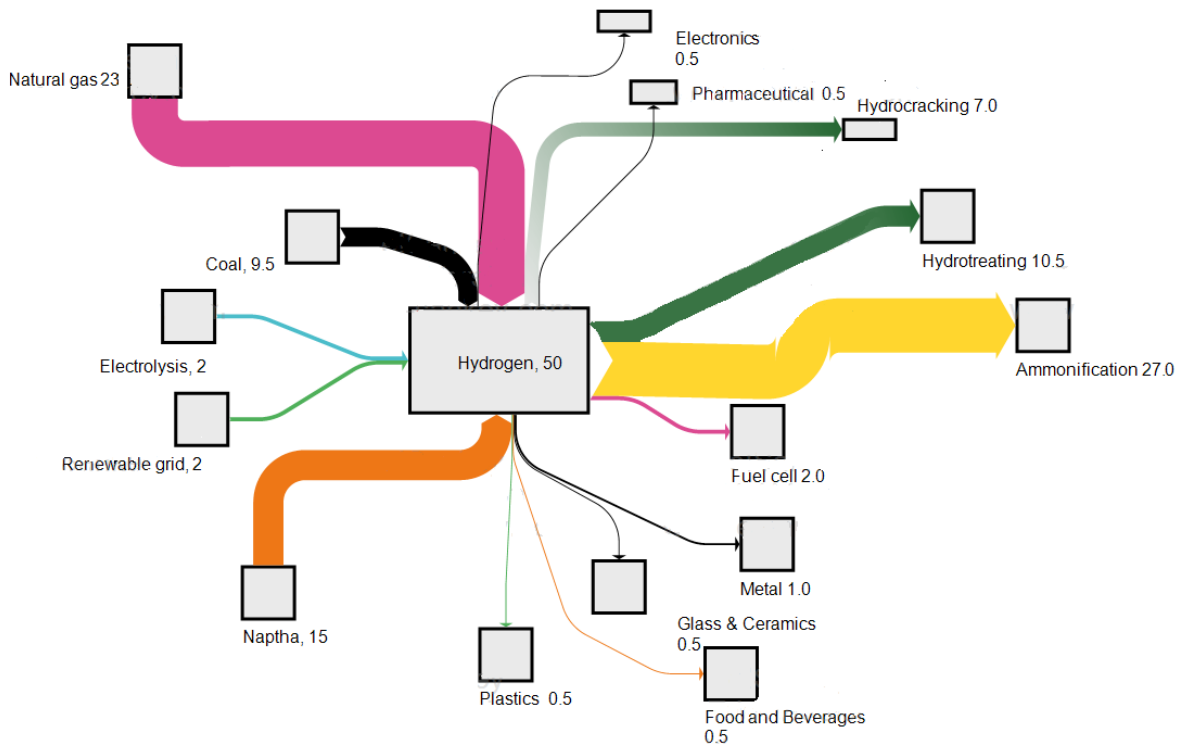 Electronics
0.5
Natural gas 23
Pharmaceutical 0.5
Hydrocracking 7.0
Coal, 9.5
Hydrotreating 10.5
Electrolysis, 2
Hydrogen, 50
Ammonification 27.0
Renewable grid, 2
Fuel cell 2.0
Metal 1.0
Naptha, 15
Glass & Ceramics
0.5
Plastics 0.5
Food and Beverages
0.5